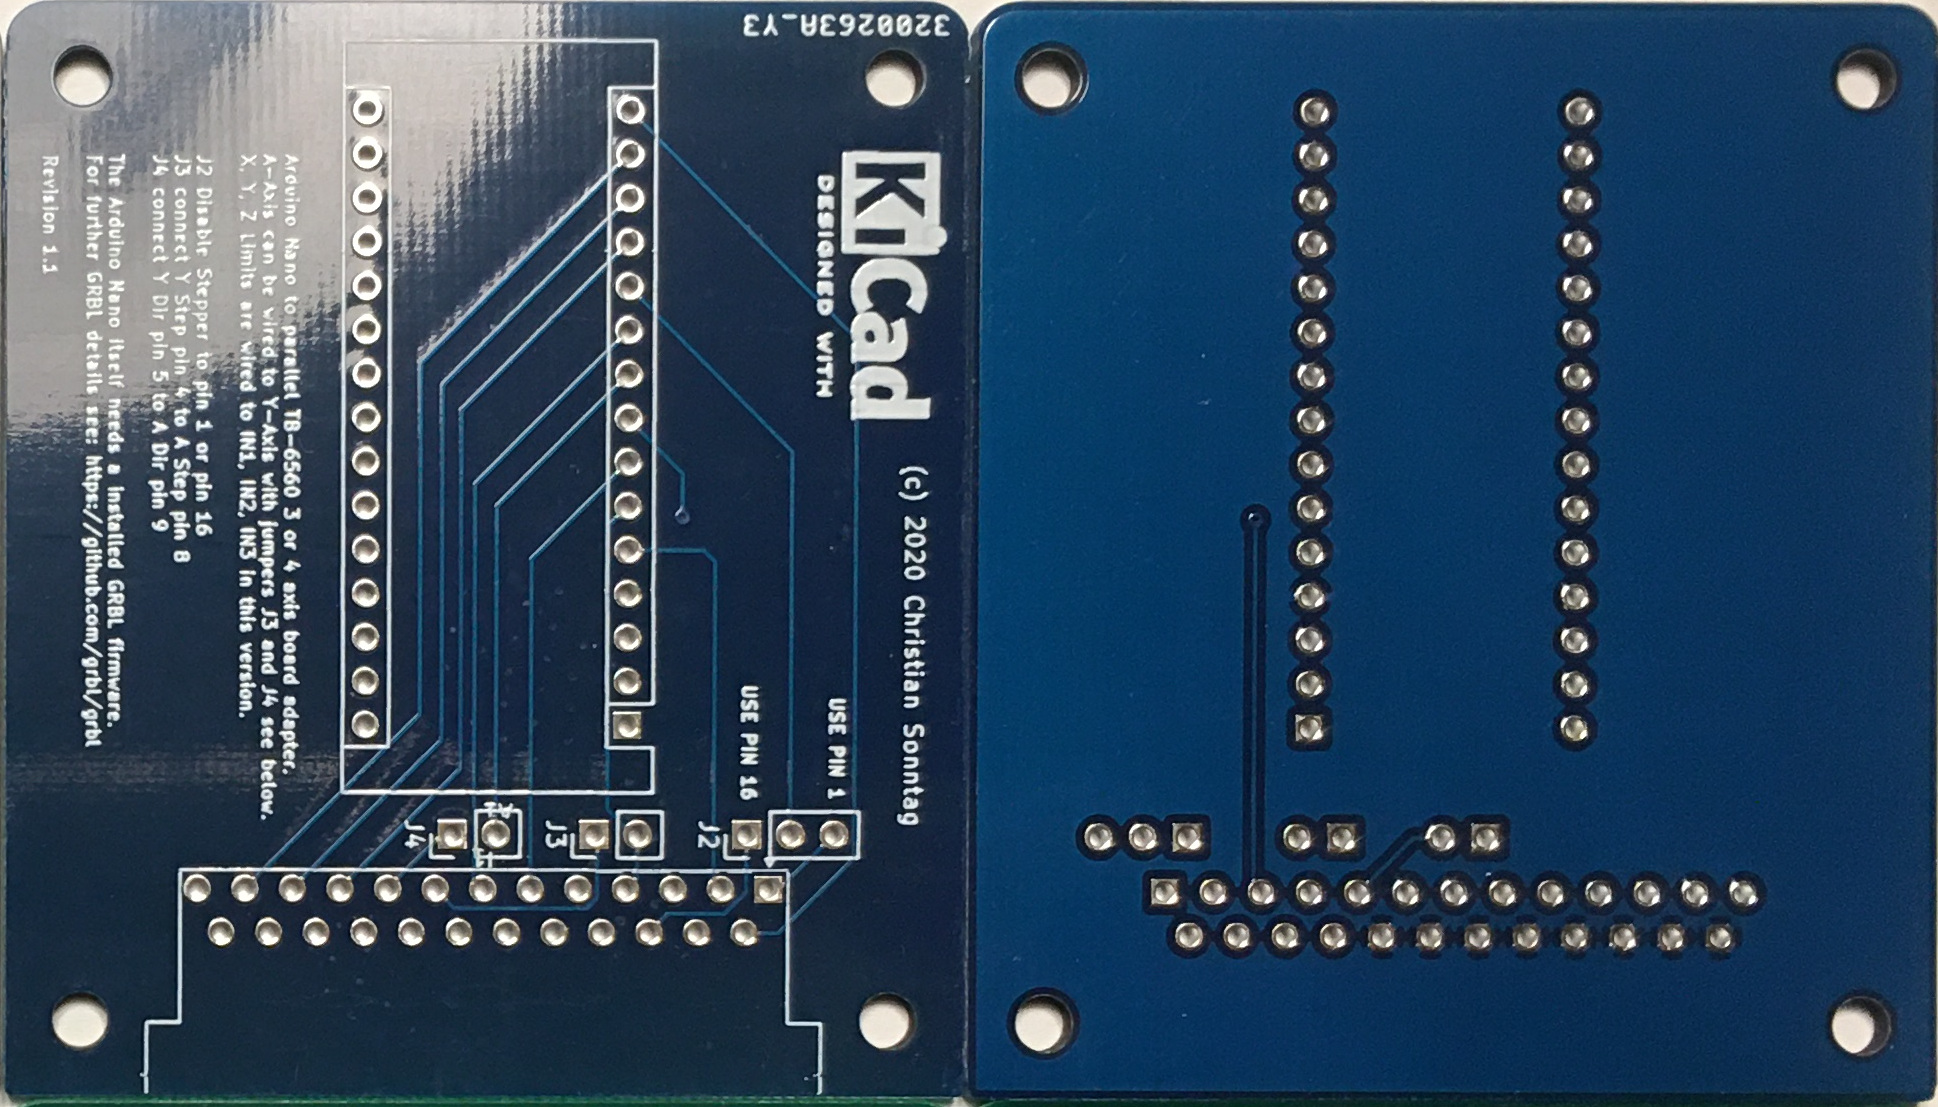 3200263A_Y3
KiCad
DESIGNED WITH
(c) 2020 Christian Sonntag
USE PIN 1
USE PIN 16
J2
J3
J4
Arduino Nano to parallel TB-6560 3 or 4 axis board adapter.
A-Axis can be wired to Y-Axis with jumpers J3 and J4 see below.
X, Y, Z Limits are wired to IN1, IN2, IN3 in this version.
J2 Disable Stepper to pin 1 or pin 16
J3 connect Y Step pin 4 to A Step pin 8
J4 connect Y Dir pin 5 to A Dir pin 9
The Arduino Nano itself needs a installed GRBL firmware.
For further GRBL details see: https://github.com/grbl/grbl
Revision 1.1